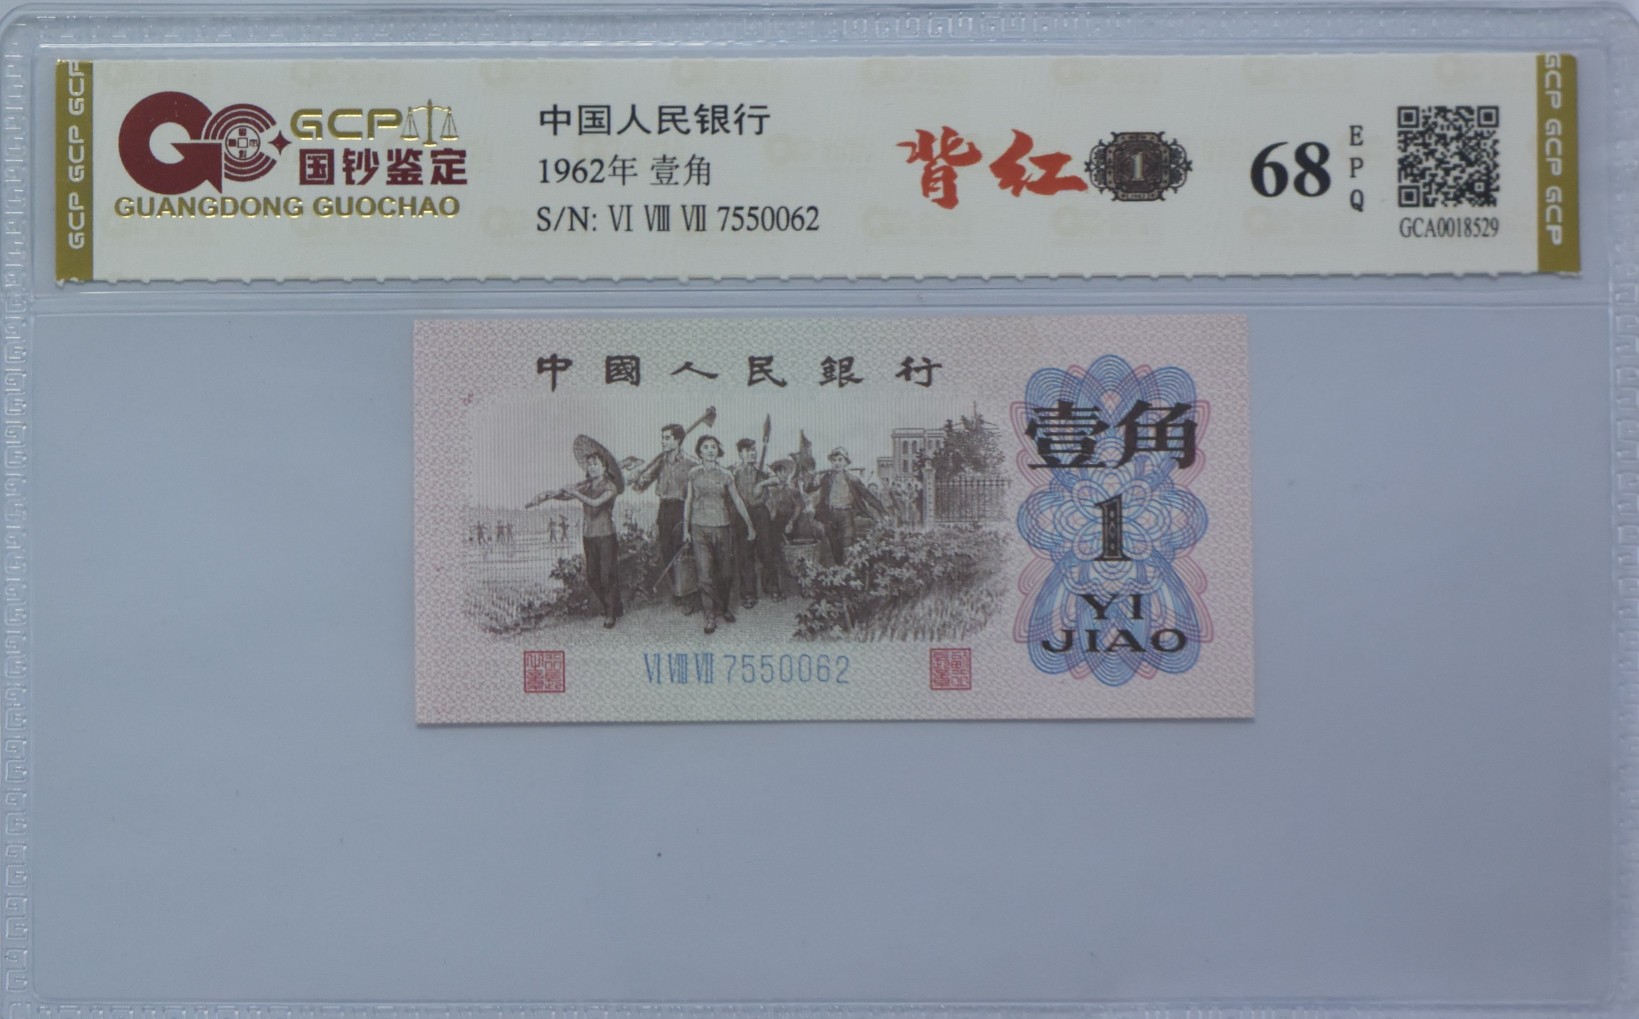 GCP GCP GCP
GCP
国钞鉴定
GUANGDONG GUOCHAO
中国人民银行
1962年 壹角
S/N: Ⅵ Ⅷ Ⅶ 7550062
背红
1
68
EPQ
GCA0018529
GCP GCP GCP
中國人民銀行
壹角
1
YI
JIAO
Ⅵ Ⅷ Ⅶ 7550062